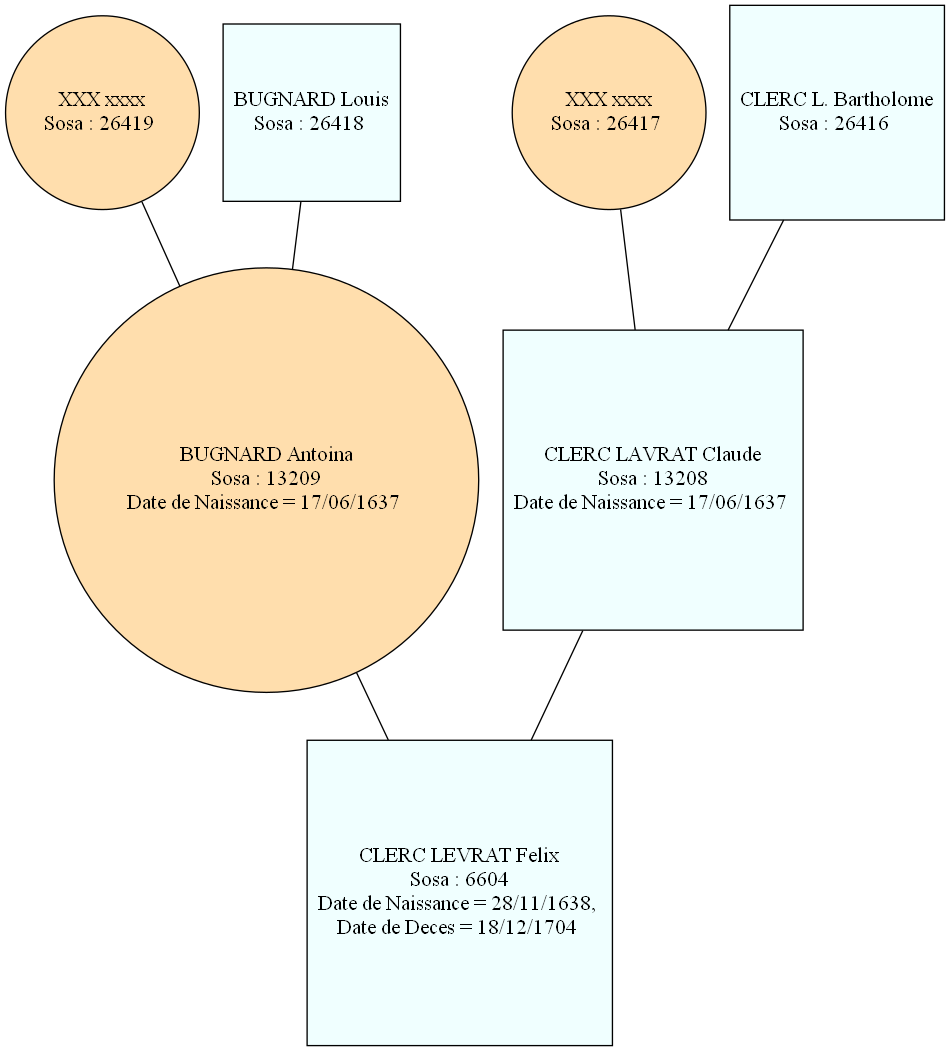 XXX xxxx
Sosa : 26419
BUGNARD Louis
Sosa : 26418
XXX xxxx
Sosa : 26417
CLERC L. Bartholome
Sosa : 26416
BUGNARD Antoina
Sosa : 13209
Date de Naissance = 17/06/1637
CLERC LAVRAT Claude
Sosa : 13208
Date de Naissance = 17/06/1637
CLERC LEVRAT Felix
Sosa : 6604
Date de Naissance = 28/11/1638,
Date de Deces = 18/12/1704